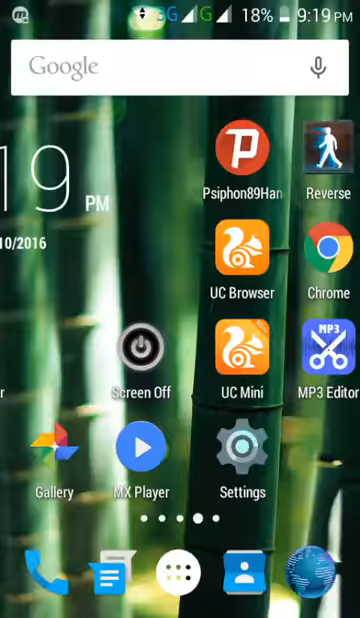 3G G 18% 9:19 PM
Google
19 PM
10/2016
Psiphon89Han
Reverse
UC Browser
Chrome
MP3
r
Screen Off
UC Mini
MP3 Editor
Gallery
MX Player
Settings